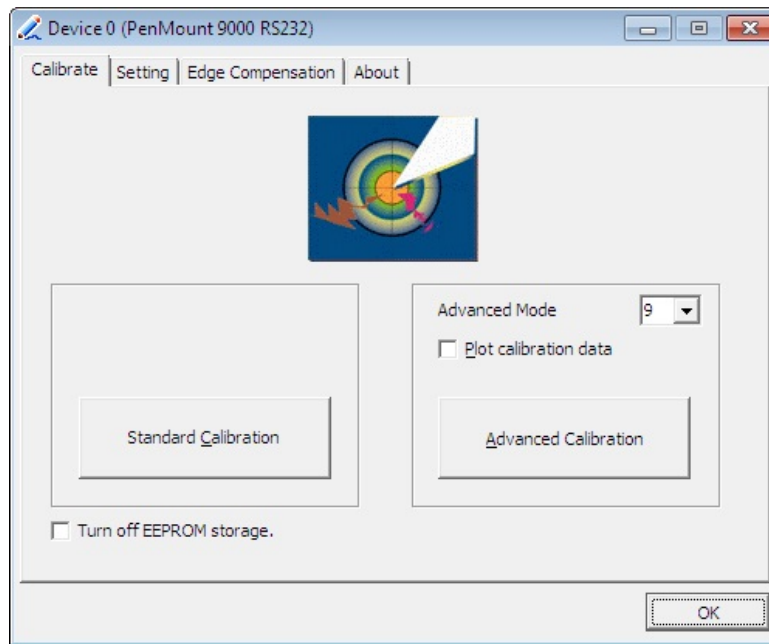 Device 0 (PenMount 9000 RS232)
Calibrate Setting Edge Compensation About
Advanced Mode 9
Plot calibration data
Standard Calibration
Advanced Calibration
Turn off EEPROM storage.
OK